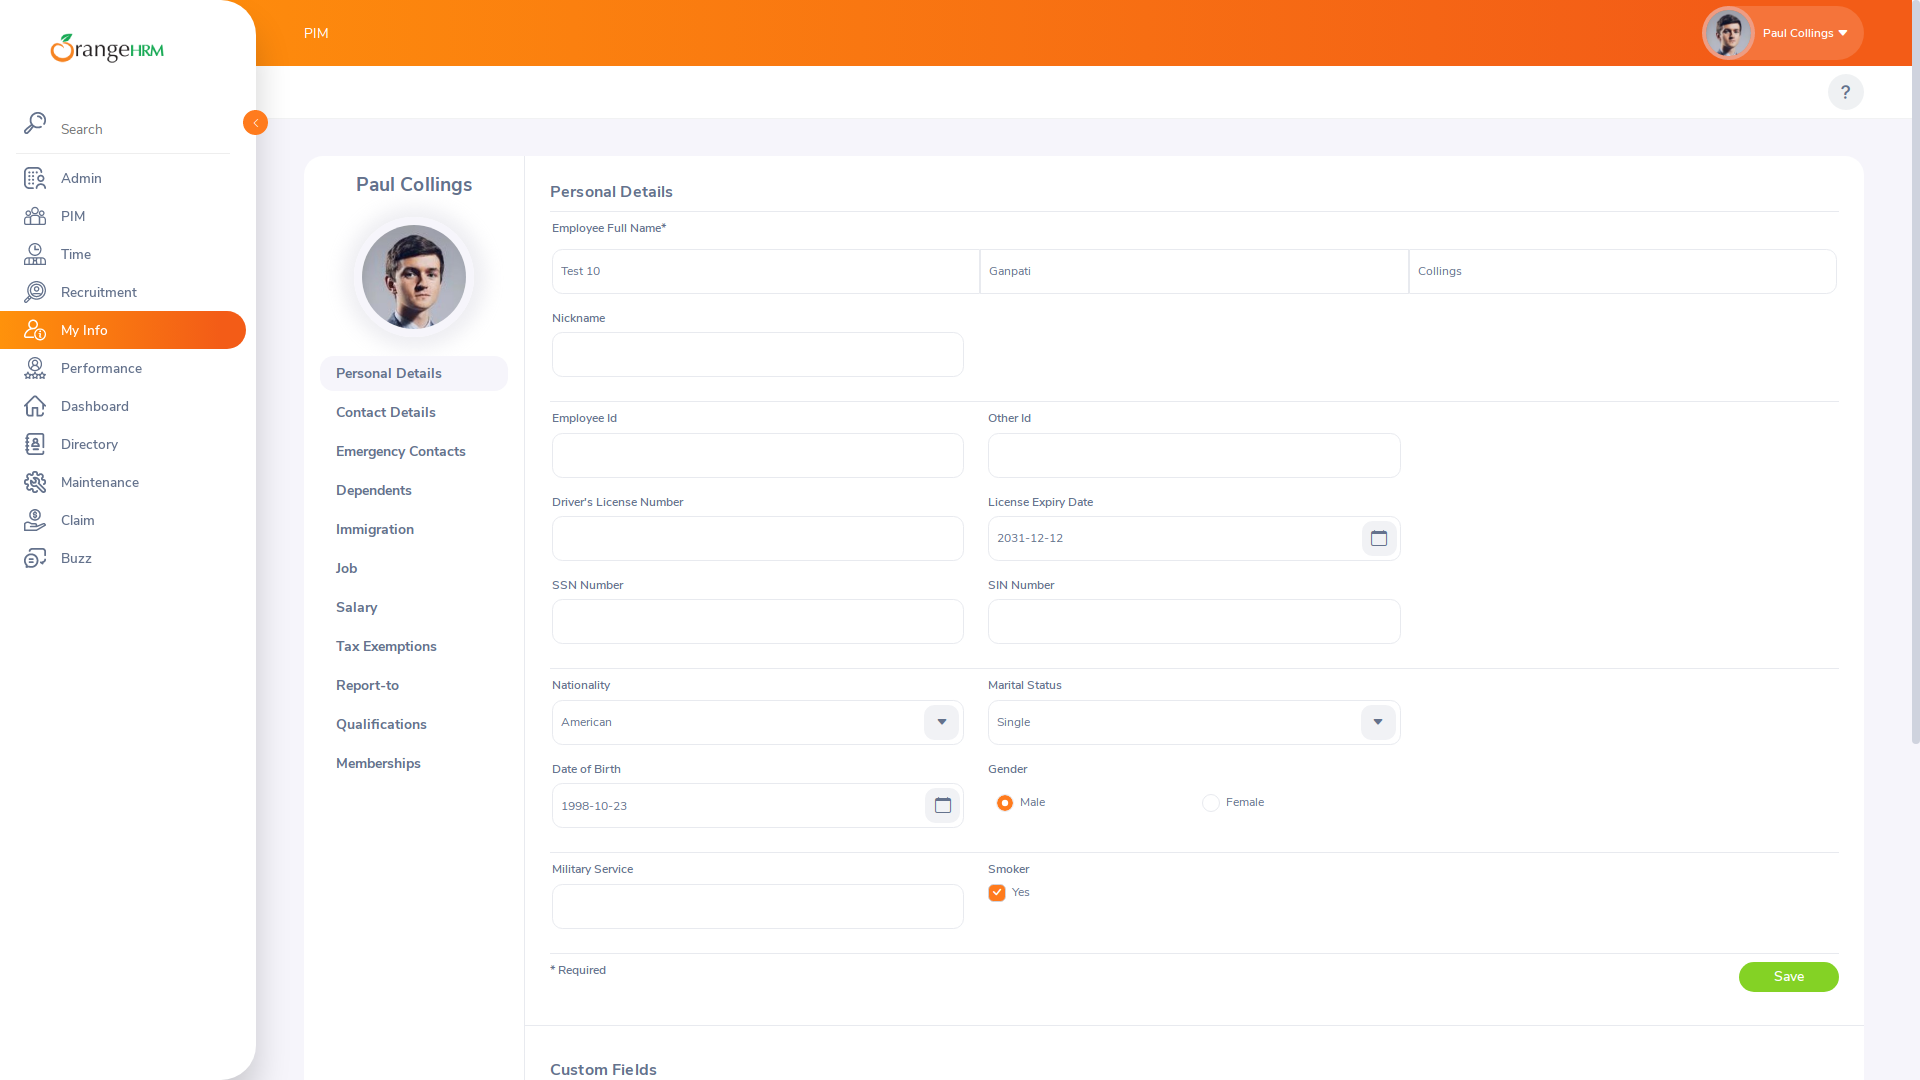 OrangeHRM
PIM
Paul Collings
?
Search
Admin
PIM
Time
Recruitment
My Info
Performance
Dashboard
Directory
Maintenance
Claim
Buzz
Paul Collings
Personal Details
Contact Details
Emergency Contacts
Dependents
Immigration
Job
Salary
Tax Exemptions
Report-to
Qualifications
Memberships
Personal Details
Employee Full Name*
Test 10 Ganpati Collings
Nickname
Employee Id Other Id
Driver's License Number License Expiry Date
2031-12-12
SSN Number SIN Number
Nationality Marital Status
American Single
Date of Birth Gender
1998-10-23 Male Female
Military Service Smoker
Yes
* Required
Save
Custom Fields